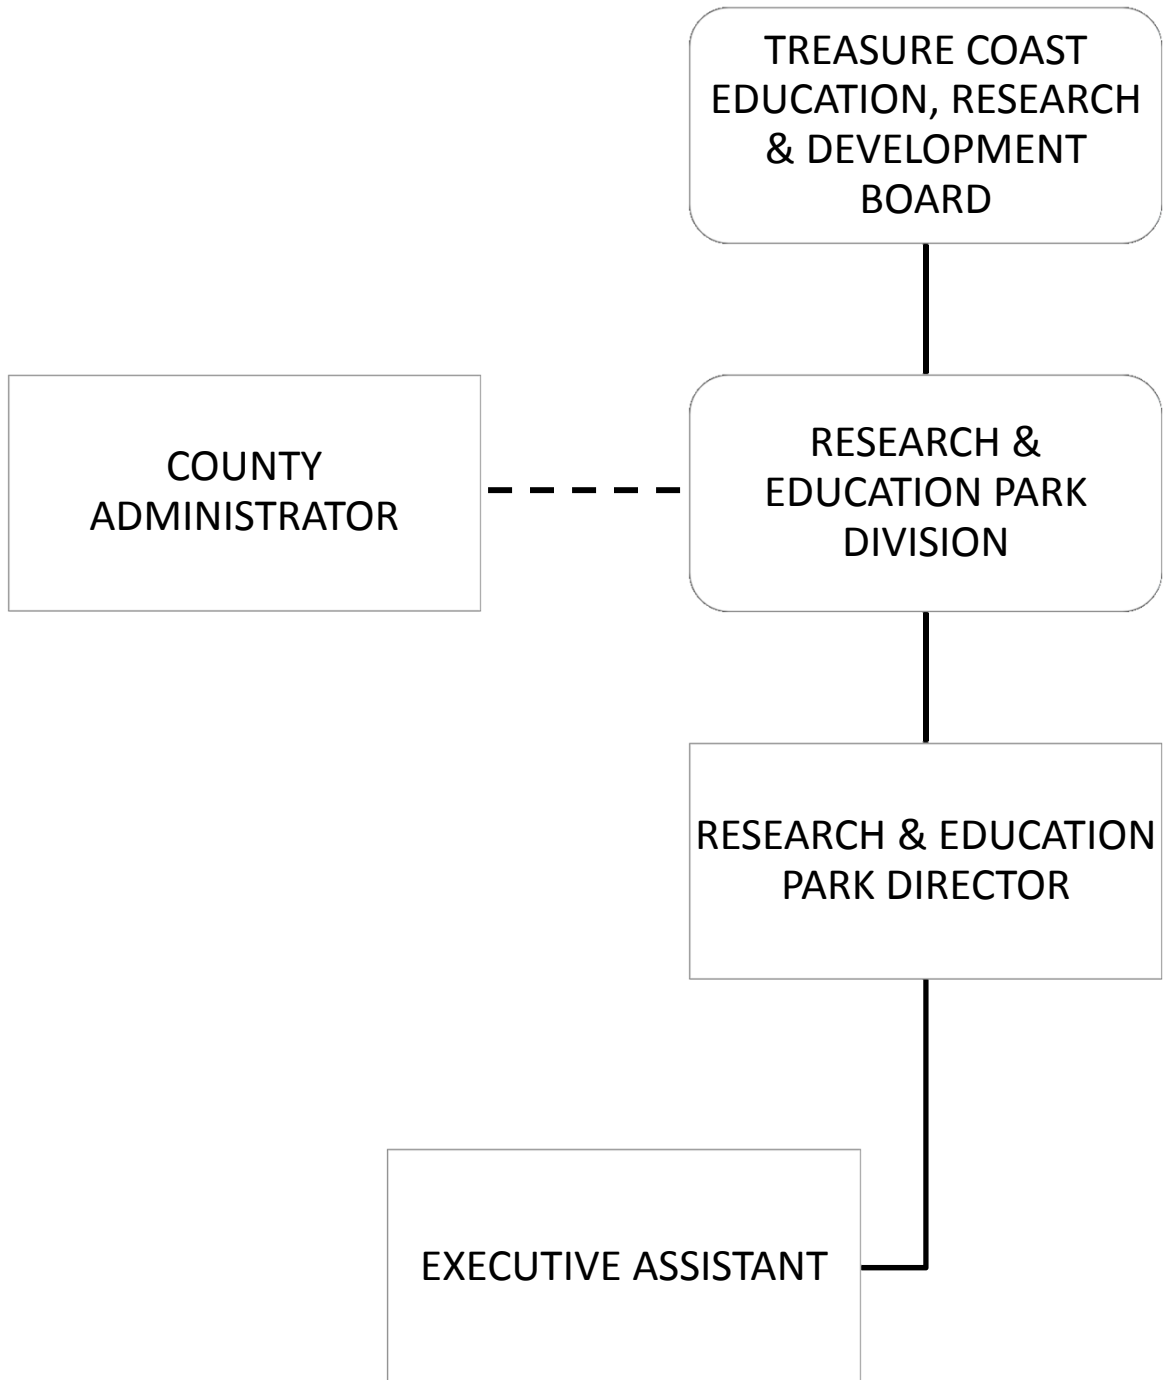 TREASURE COAST
EDUCATION, RESEARCH
& DEVELOPMENT
BOARD
COUNTY
ADMINISTRATOR
RESEARCH &
EDUCATION PARK
DIVISION
RESEARCH & EDUCATION
PARK DIRECTOR
EXECUTIVE ASSISTANT